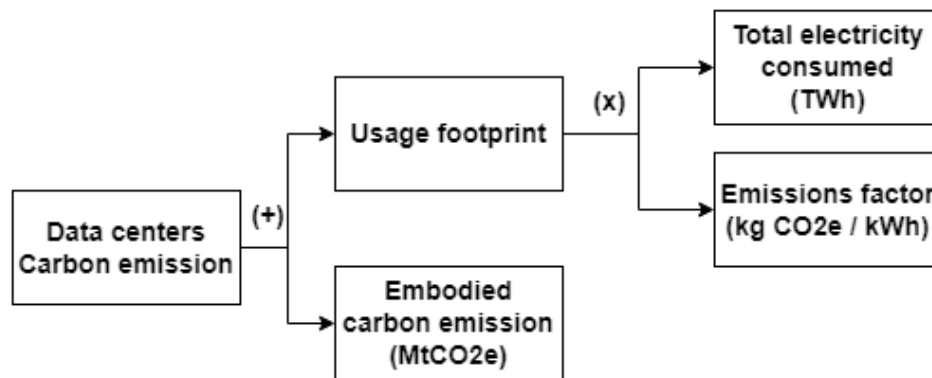 Total electricity
consumed
(TWh)
(x)
Usage footprint
Emissions factor
(kg CO2e / kWh)
(+)
Data centers
Carbon emission
Embodied
carbon emission
(MtCO2e)